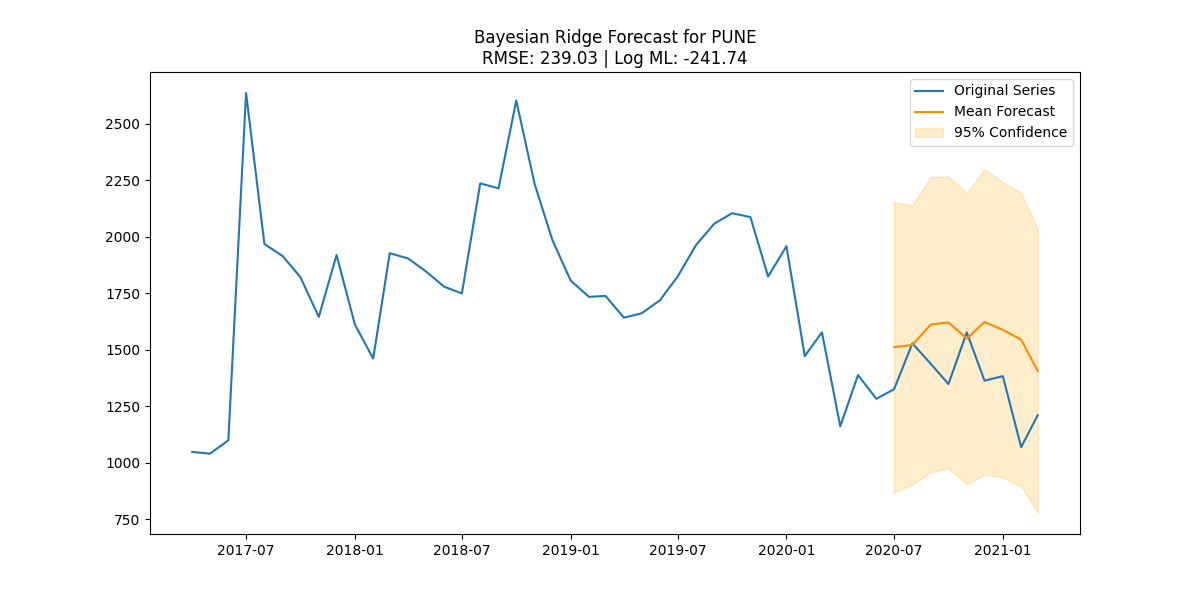 Bayesian Ridge Forecast for PUNE
RMSE: 239.03 | Log ML: -241.74
Original Series
Mean Forecast
95% Confidence
2500
2250
2000
1750
1500
1250
1000
750
2017-07 2018-01 2018-07 2019-01 2019-07 2020-01 2020-07 2021-01